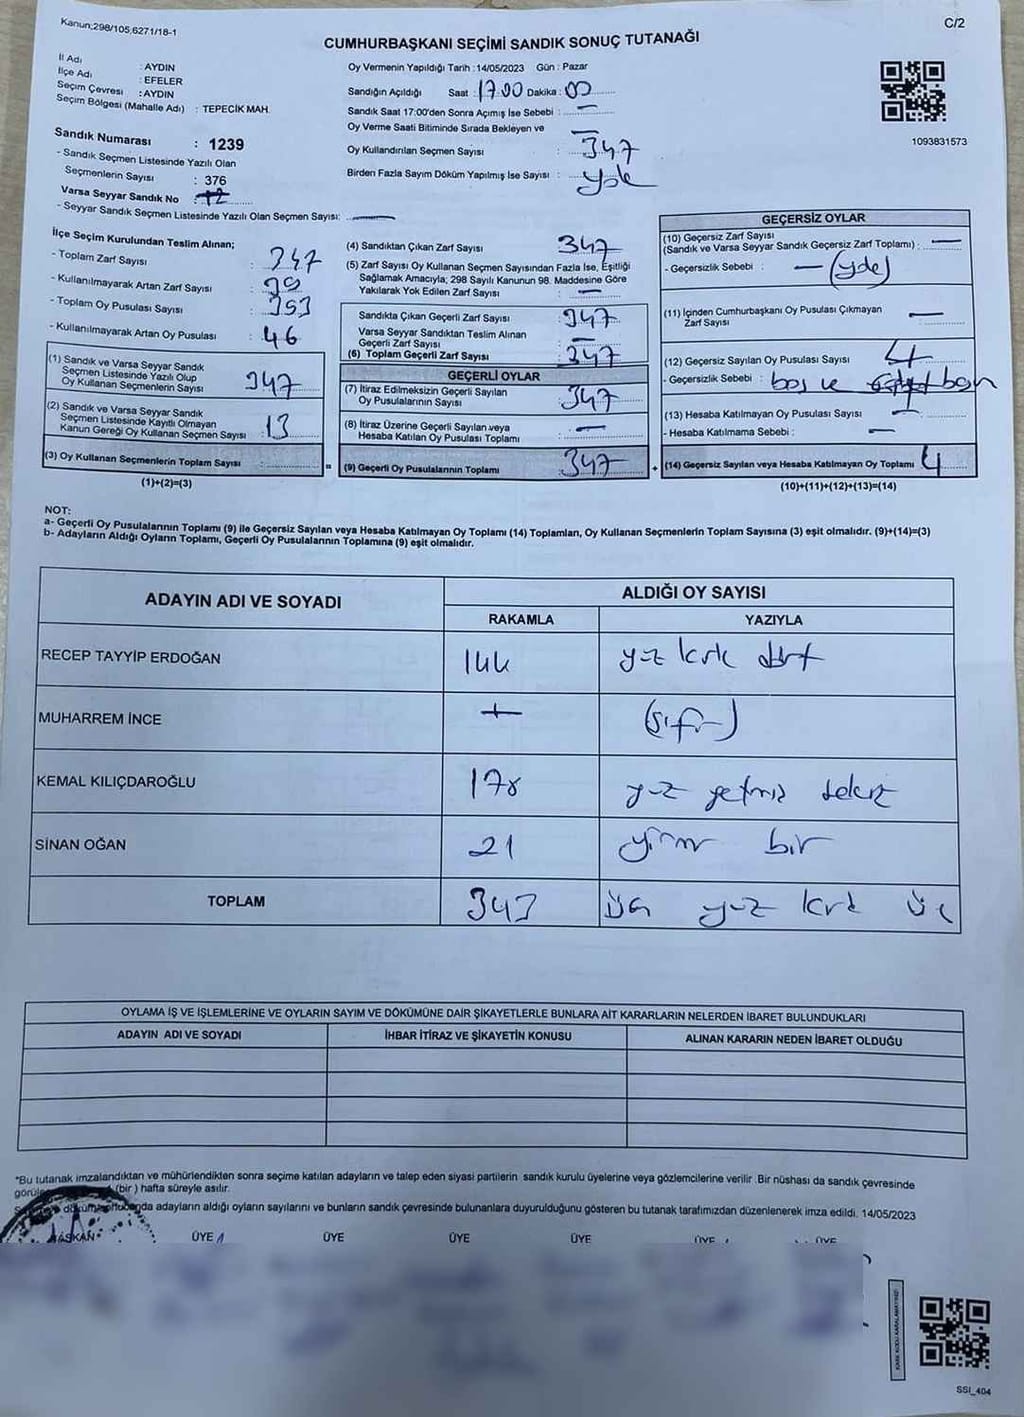 Kanun;298/105,6271/18-1
C/2
CUMHURBAŞKANI SEÇİMİ SANDIK SONUÇ TUTANAĞI
İl Adı : AYDIN
İlçe Adı : EFELER
Seçim Çevresi : AYDIN
Seçim Bölgesi (Mahalle Adı) : TEPECİK MAH.
Oy Vermenin Yapıldığı Tarih : 14/05/2023 Gün : Pazar
Sandığın Açıldığı Saat : 17.00 Dakika : 00
Sandık Saat 17:00'den Sonra Açımış İse Sebebi : —
Oy Verme Saati Bitiminde Sırada Bekleyen ve —
Oy Kullandırılan Seçmen Sayısı : 347
Birden Fazla Sayım Döküm Yapılmış İse Sayısı : yok
1093831573
Sandık Numarası : 1239
- Sandık Seçmen Listesinde Yazılı Olan
Seçmenlerin Sayısı : 376
Varsa Seyyar Sandık No :
- Seyyar Sandık Seçmen Listesinde Yazılı Olan Seçmen Sayısı: —
İlçe Seçim Kurulundan Teslim Alınan;
- Toplam Zarf Sayısı :
- Kullanılmayarak Artan Zarf Sayısı :
- Toplam Oy Pusulası Sayısı :
- Kullanılmayarak Artan Oy Pusulası : 46
(1) Sandık ve Varsa Seyyar Sandık
Seçmen Listesinde Yazılı Olup
Oy Kullanan Seçmenlerin Sayısı : 347
(2) Sandık ve Varsa Seyyar Sandık
Seçmen Listesinde Kayıtlı Olmayan
Kanun Gereği Oy Kullanan Seçmen Sayısı : 13
(3) Oy Kullanan Seçmenlerin Toplam Sayısı :
(1)+(2)=(3)
(4) Sandıktan Çıkan Zarf Sayısı : 347
(5) Zarf Sayısı Oy Kullanan Seçmen Sayısından Fazla İse, Eşitliği
Sağlamak Amacıyla; 298 Sayılı Kanunun 98. Maddesine Göre
Yakılarak Yok Edilen Zarf Sayısı : —
Sandıkta Çıkan Geçerli Zarf Sayısı : 347
Varsa Seyyar Sandıktan Teslim Alınan
Geçerli Zarf Sayısı : —
(6) Toplam Geçerli Zarf Sayısı : 347
GEÇERLİ OYLAR
(7) İtiraz Edilmeksizin Geçerli Sayılan
Oy Pusulalarının Sayısı : 347
(8) İtiraz Üzerine Geçerli Sayılan veya
Hesaba Katılan Oy Pusulası Toplamı : —
= (9) Geçerli Oy Pusulalarının Toplamı : 347
GEÇERSİZ OYLAR
(10) Geçersiz Zarf Sayısı
(Sandık ve Varsa Seyyar Sandık Geçersiz Zarf Toplamı) : —
- Geçersizlik Sebebi : —
(11) İçinden Cumhurbaşkanı Oy Pusulası Çıkmayan
Zarf Sayısı : —
(12) Geçersiz Sayılan Oy Pusulası Sayısı : 4
- Geçersizlik Sebebi : boş ve
(13) Hesaba Katılmayan Oy Pusulası Sayısı : —
- Hesaba Katılmama Sebebi : —
+ (14) Geçersiz Sayılan veya Hesaba Katılmayan Oy Toplamı : 4
(10)+(11)+(12)+(13)=(14)
NOT:
a- Geçerli Oy Pusulalarının Toplamı (9) ile Geçersiz Sayılan veya Hesaba Katılmayan Oy Toplamı (14) Toplamları, Oy Kullanan Seçmenlerin Toplam Sayısına (3) eşit olmalıdır. (9)+(14)=(3)
b- Adayların Aldığı Oyların Toplamı, Geçerli Oy Pusulalarının Toplamına (9) eşit olmalıdır.
ADAYIN ADI VE SOYADI
ALDIĞI OY SAYISI
RAKAMLA YAZIYLA
RECEP TAYYİP ERDOĞAN 144 yüz kırk dört
MUHARREM İNCE — (sıfır)
KEMAL KILIÇDAROĞLU 178 yüz yetmiş sekiz
SİNAN OĞAN 21 yirmi bir
TOPLAM 343 üç yüz kırk üç
OYLAMA İŞ VE İŞLEMLERİNE VE OYLARIN SAYIM VE DÖKÜMÜNE DAİR ŞİKAYETLERLE BUNLARA AİT KARARLARIN NELERDEN İBARET BULUNDUKLARI
ADAYIN ADI VE SOYADI İHBAR İTİRAZ VE ŞİKAYETİN KONUSU ALINAN KARARIN NEDEN İBARET OLDUĞU
*Bu tutanak imzalandıktan ve mühürlendikten sonra seçime katılan adayların ve talep eden siyasi partilerin sandık kurulu üyelerine veya gözlemcilerine verilir. Bir nüshası da sandık çevresinde
(bir) hafta süreyle asılır.
adayların aldığı oyların sayılarını ve bunların sandık çevresinde bulunanlara duyurulduğunu gösteren bu tutanak tarafımızdan düzenlenerek imza edildi. 14/05/2023
BAŞKAN ÜYE ÜYE ÜYE ÜYE ÜYE ÜYE
SSI_404